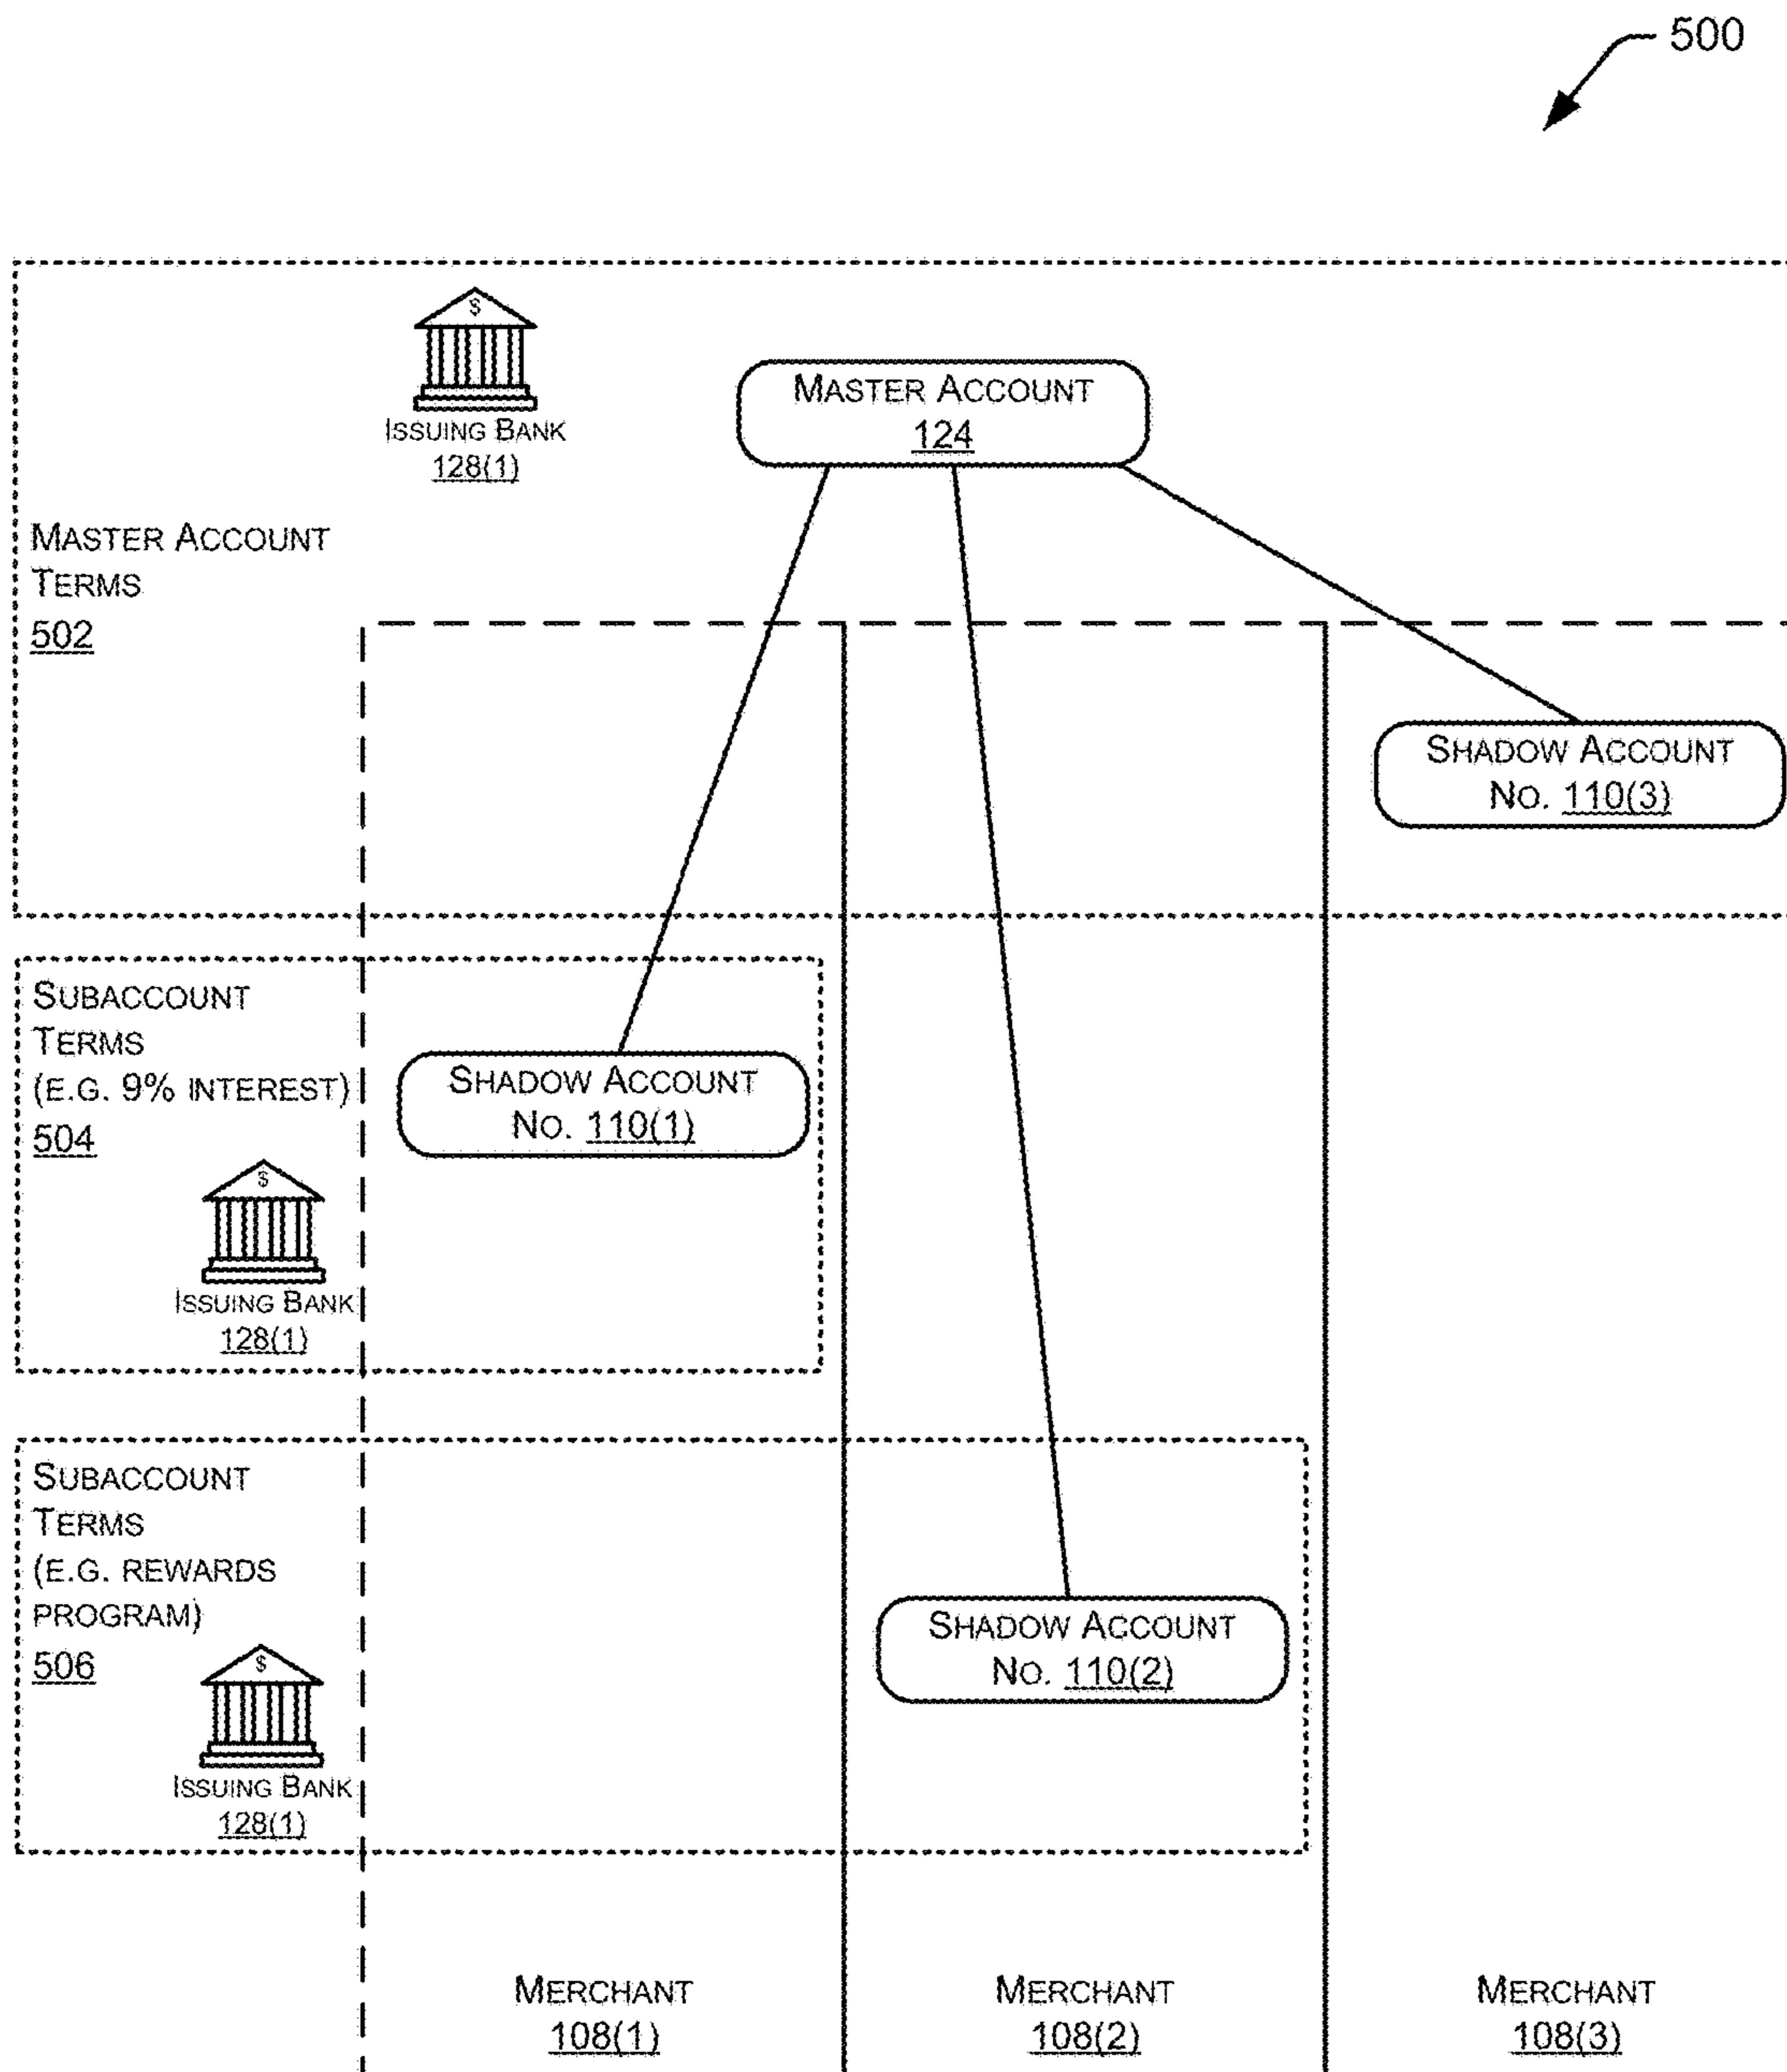 500
$
ISSUING BANK
128(1)
MASTER ACCOUNT
124
MASTER ACCOUNT
TERMS
502
SHADOW ACCOUNT
NO. 110(3)
SUBACCOUNT
TERMS
(E.G. 9% INTEREST)
504
SHADOW ACCOUNT
NO. 110(1)
$
ISSUING BANK
128(1)
SUBACCOUNT
TERMS
(E.G. REWARDS
PROGRAM)
506
SHADOW ACCOUNT
NO. 110(2)
$
ISSUING BANK
128(1)
MERCHANT
108(1)
MERCHANT
108(2)
MERCHANT
108(3)